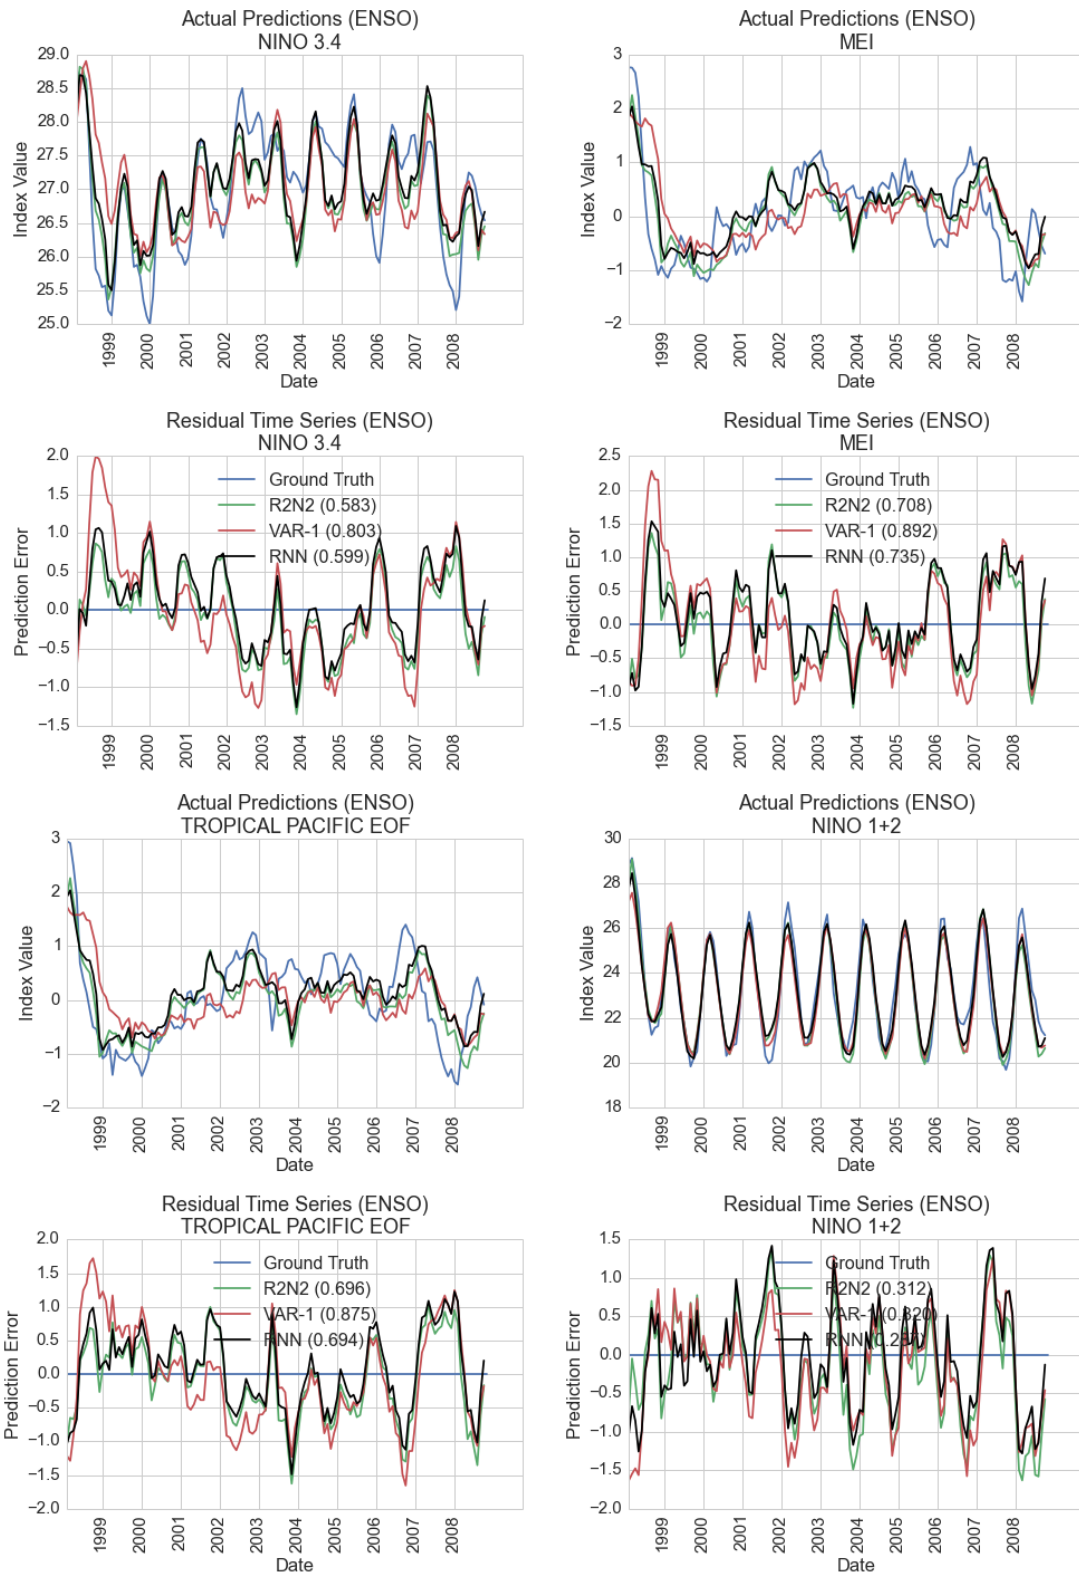 Actual Predictions (ENSO)
NINO 3.4
29.0
28.5
28.0
27.5
27.0
26.5
26.0
25.5
25.0
Index Value
1999
2000
2001
2002
2003
2004
2005
2006
2007
2008
Date
Actual Predictions (ENSO)
MEI
3
2
1
0
−1
−2
Index Value
1999
2000
2001
2002
2003
2004
2005
2006
2007
2008
Date
Residual Time Series (ENSO)
NINO 3.4
2.0
1.5
1.0
0.5
0.0
−0.5
−1.0
−1.5
Prediction Error
Ground Truth
R2N2 (0.583)
VAR-1 (0.803)
RNN (0.599)
1999
2000
2001
2002
2003
2004
2005
2006
2007
2008
Date
Residual Time Series (ENSO)
MEI
2.5
2.0
1.5
1.0
0.5
0.0
−0.5
−1.0
−1.5
Prediction Error
Ground Truth
R2N2 (0.708)
VAR-1 (0.892)
RNN (0.735)
1999
2000
2001
2002
2003
2004
2005
2006
2007
2008
Date
Actual Predictions (ENSO)
TROPICAL PACIFIC EOF
3
2
1
0
−1
−2
Index Value
1999
2000
2001
2002
2003
2004
2005
2006
2007
2008
Date
Actual Predictions (ENSO)
NINO 1+2
30
28
26
24
22
20
18
Index Value
1999
2000
2001
2002
2003
2004
2005
2006
2007
2008
Date
Residual Time Series (ENSO)
TROPICAL PACIFIC EOF
2.0
1.5
1.0
0.5
0.0
−0.5
−1.0
−1.5
−2.0
Prediction Error
Ground Truth
R2N2 (0.696)
VAR-1 (0.875)
RNN (0.694)
1999
2000
2001
2002
2003
2004
2005
2006
2007
2008
Date
Residual Time Series (ENSO)
NINO 1+2
1.5
1.0
0.5
0.0
−0.5
−1.0
−1.5
−2.0
Prediction Error
Ground Truth
R2N2 (0.312)
VAR-1
RNN
1999
2000
2001
2002
2003
2004
2005
2006
2007
2008
Date